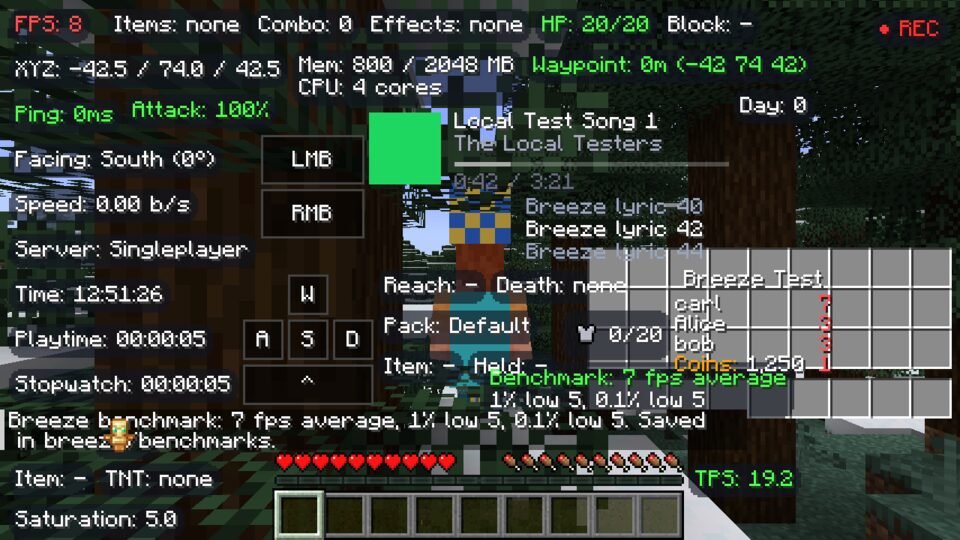 FPS: 8 Items: none Combo: 0 Effects: none HP: 20/20 Block: - ● REC
XYZ: -42.5 / 74.0 / 42.5 Mem: 800 / 2048 MB Waypoint: 0m (-42 74 42)
CPU: 4 cores
Ping: 0ms Attack: 100% Day: 0
Local Test Song 1
The Local Testers
Facing: South (0°) LMB
0:42 / 3:21
Speed: 0.00 b/s RMB
Breeze lyric 40
Breeze lyric 42
Breeze lyric 44
Server: Singleplayer
Reach: - Death: none
Breeze Test
Time: 12:51:26 W
carl 7
Alice 3
bob 3
Coins: 1,250 1
Pack: Default 0/20
Playtime: 00:00:05 A S D
Item: - Held: -
Stopwatch: 00:00:05 ^
Benchmark: 7 fps average
1% low 5, 0.1% low 5
Breeze benchmark: 7 fps average, 1% low 5, 0.1% low 5. Saved
in breeze benchmarks.
Item: - TNT: none TPS: 19.2
Saturation: 5.0